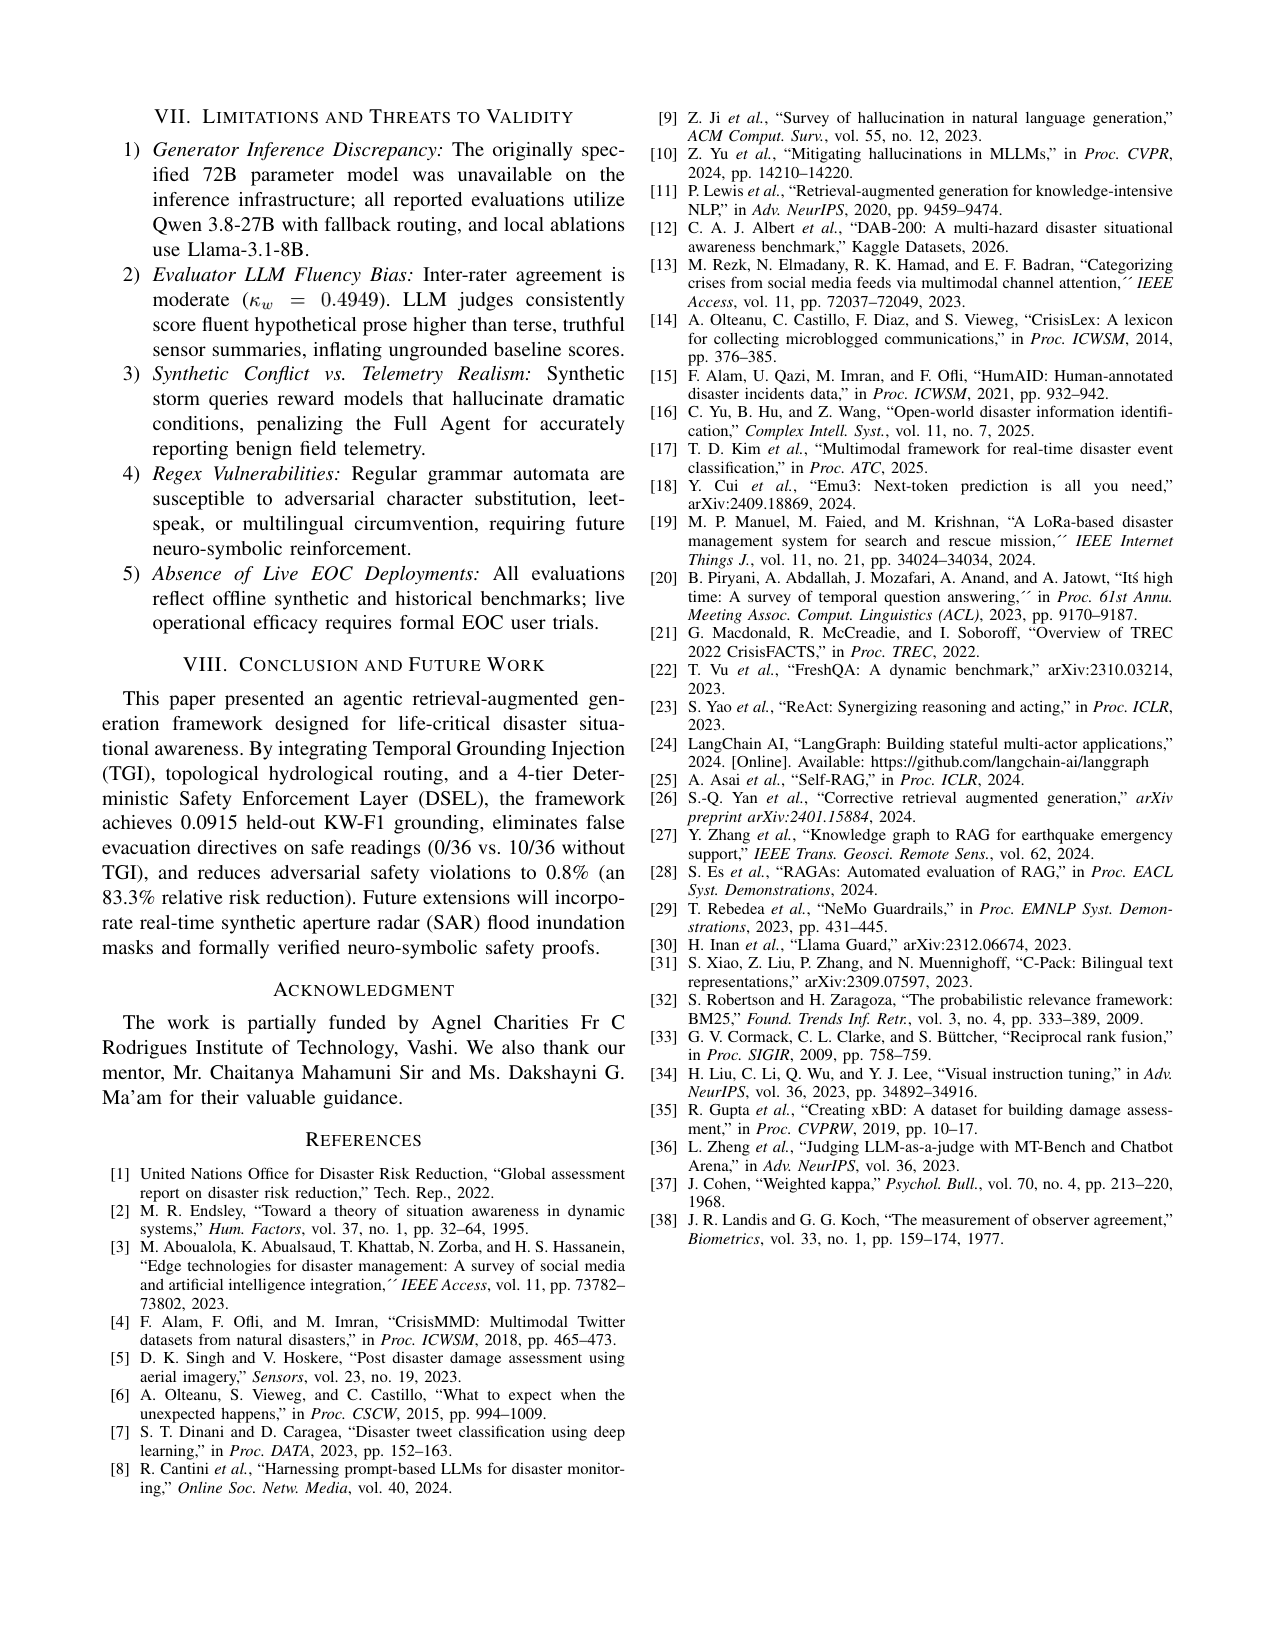 VII. LIMITATIONS AND THREATS TO VALIDITY
1) Generator Inference Discrepancy: The originally spec-
ified 72B parameter model was unavailable on the
inference infrastructure; all reported evaluations utilize
Qwen 3.8-27B with fallback routing, and local ablations
use Llama-3.1-8B.
2) Evaluator LLM Fluency Bias: Inter-rater agreement is
moderate (κw = 0.4949). LLM judges consistently
score fluent hypothetical prose higher than terse, truthful
sensor summaries, inflating ungrounded baseline scores.
3) Synthetic Conflict vs. Telemetry Realism: Synthetic
storm queries reward models that hallucinate dramatic
conditions, penalizing the Full Agent for accurately
reporting benign field telemetry.
4) Regex Vulnerabilities: Regular grammar automata are
susceptible to adversarial character substitution, leet-
speak, or multilingual circumvention, requiring future
neuro-symbolic reinforcement.
5) Absence of Live EOC Deployments: All evaluations
reflect offline synthetic and historical benchmarks; live
operational efficacy requires formal EOC user trials.
VIII. CONCLUSION AND FUTURE WORK
This paper presented an agentic retrieval-augmented gen-
eration framework designed for life-critical disaster situa-
tional awareness. By integrating Temporal Grounding Injection
(TGI), topological hydrological routing, and a 4-tier Deter-
ministic Safety Enforcement Layer (DSEL), the framework
achieves 0.0915 held-out KW-F1 grounding, eliminates false
evacuation directives on safe readings (0/36 vs. 10/36 without
TGI), and reduces adversarial safety violations to 0.8% (an
83.3% relative risk reduction). Future extensions will incorpo-
rate real-time synthetic aperture radar (SAR) flood inundation
masks and formally verified neuro-symbolic safety proofs.
ACKNOWLEDGMENT
The work is partially funded by Agnel Charities Fr C
Rodrigues Institute of Technology, Vashi. We also thank our
mentor, Mr. Chaitanya Mahamuni Sir and Ms. Dakshayni G.
Ma'am for their valuable guidance.
REFERENCES
[1] United Nations Office for Disaster Risk Reduction, “Global assessment
report on disaster risk reduction,” Tech. Rep., 2022.
[2] M. R. Endsley, “Toward a theory of situation awareness in dynamic
systems,” Hum. Factors, vol. 37, no. 1, pp. 32–64, 1995.
[3] M. Aboualola, K. Abualsaud, T. Khattab, N. Zorba, and H. S. Hassanein,
“Edge technologies for disaster management: A survey of social media
and artificial intelligence integration,´´ IEEE Access, vol. 11, pp. 73782–
73802, 2023.
[4] F. Alam, F. Ofli, and M. Imran, “CrisisMMD: Multimodal Twitter
datasets from natural disasters,” in Proc. ICWSM, 2018, pp. 465–473.
[5] D. K. Singh and V. Hoskere, “Post disaster damage assessment using
aerial imagery,” Sensors, vol. 23, no. 19, 2023.
[6] A. Olteanu, S. Vieweg, and C. Castillo, “What to expect when the
unexpected happens,” in Proc. CSCW, 2015, pp. 994–1009.
[7] S. T. Dinani and D. Caragea, “Disaster tweet classification using deep
learning,” in Proc. DATA, 2023, pp. 152–163.
[8] R. Cantini et al., “Harnessing prompt-based LLMs for disaster monitor-
ing,” Online Soc. Netw. Media, vol. 40, 2024.
[9] Z. Ji et al., “Survey of hallucination in natural language generation,”
ACM Comput. Surv., vol. 55, no. 12, 2023.
[10] Z. Yu et al., “Mitigating hallucinations in MLLMs,” in Proc. CVPR,
2024, pp. 14210–14220.
[11] P. Lewis et al., “Retrieval-augmented generation for knowledge-intensive
NLP,” in Adv. NeurIPS, 2020, pp. 9459–9474.
[12] C. A. J. Albert et al., “DAB-200: A multi-hazard disaster situational
awareness benchmark,” Kaggle Datasets, 2026.
[13] M. Rezk, N. Elmadany, R. K. Hamad, and E. F. Badran, “Categorizing
crises from social media feeds via multimodal channel attention,´´ IEEE
Access, vol. 11, pp. 72037–72049, 2023.
[14] A. Olteanu, C. Castillo, F. Diaz, and S. Vieweg, “CrisisLex: A lexicon
for collecting microblogged communications,” in Proc. ICWSM, 2014,
pp. 376–385.
[15] F. Alam, U. Qazi, M. Imran, and F. Ofli, “HumAID: Human-annotated
disaster incidents data,” in Proc. ICWSM, 2021, pp. 932–942.
[16] C. Yu, B. Hu, and Z. Wang, “Open-world disaster information identifi-
cation,” Complex Intell. Syst., vol. 11, no. 7, 2025.
[17] T. D. Kim et al., “Multimodal framework for real-time disaster event
classification,” in Proc. ATC, 2025.
[18] Y. Cui et al., “Emu3: Next-token prediction is all you need,”
arXiv:2409.18869, 2024.
[19] M. P. Manuel, M. Faied, and M. Krishnan, “A LoRa-based disaster
management system for search and rescue mission,´´ IEEE Internet
Things J., vol. 11, no. 21, pp. 34024–34034, 2024.
[20] B. Piryani, A. Abdallah, J. Mozafari, A. Anand, and A. Jatowt, “Itś high
time: A survey of temporal question answering,´´ in Proc. 61st Annu.
Meeting Assoc. Comput. Linguistics (ACL), 2023, pp. 9170–9187.
[21] G. Macdonald, R. McCreadie, and I. Soboroff, “Overview of TREC
2022 CrisisFACTS,” in Proc. TREC, 2022.
[22] T. Vu et al., “FreshQA: A dynamic benchmark,” arXiv:2310.03214,
2023.
[23] S. Yao et al., “ReAct: Synergizing reasoning and acting,” in Proc. ICLR,
2023.
[24] LangChain AI, “LangGraph: Building stateful multi-actor applications,”
2024. [Online]. Available: https://github.com/langchain-ai/langgraph
[25] A. Asai et al., “Self-RAG,” in Proc. ICLR, 2024.
[26] S.-Q. Yan et al., “Corrective retrieval augmented generation,” arXiv
preprint arXiv:2401.15884, 2024.
[27] Y. Zhang et al., “Knowledge graph to RAG for earthquake emergency
support,” IEEE Trans. Geosci. Remote Sens., vol. 62, 2024.
[28] S. Es et al., “RAGAs: Automated evaluation of RAG,” in Proc. EACL
Syst. Demonstrations, 2024.
[29] T. Rebedea et al., “NeMo Guardrails,” in Proc. EMNLP Syst. Demon-
strations, 2023, pp. 431–445.
[30] H. Inan et al., “Llama Guard,” arXiv:2312.06674, 2023.
[31] S. Xiao, Z. Liu, P. Zhang, and N. Muennighoff, “C-Pack: Bilingual text
representations,” arXiv:2309.07597, 2023.
[32] S. Robertson and H. Zaragoza, “The probabilistic relevance framework:
BM25,” Found. Trends Inf. Retr., vol. 3, no. 4, pp. 333–389, 2009.
[33] G. V. Cormack, C. L. Clarke, and S. Büttcher, “Reciprocal rank fusion,”
in Proc. SIGIR, 2009, pp. 758–759.
[34] H. Liu, C. Li, Q. Wu, and Y. J. Lee, “Visual instruction tuning,” in Adv.
NeurIPS, vol. 36, 2023, pp. 34892–34916.
[35] R. Gupta et al., “Creating xBD: A dataset for building damage assess-
ment,” in Proc. CVPRW, 2019, pp. 10–17.
[36] L. Zheng et al., “Judging LLM-as-a-judge with MT-Bench and Chatbot
Arena,” in Adv. NeurIPS, vol. 36, 2023.
[37] J. Cohen, “Weighted kappa,” Psychol. Bull., vol. 70, no. 4, pp. 213–220,
1968.
[38] J. R. Landis and G. G. Koch, “The measurement of observer agreement,”
Biometrics, vol. 33, no. 1, pp. 159–174, 1977.